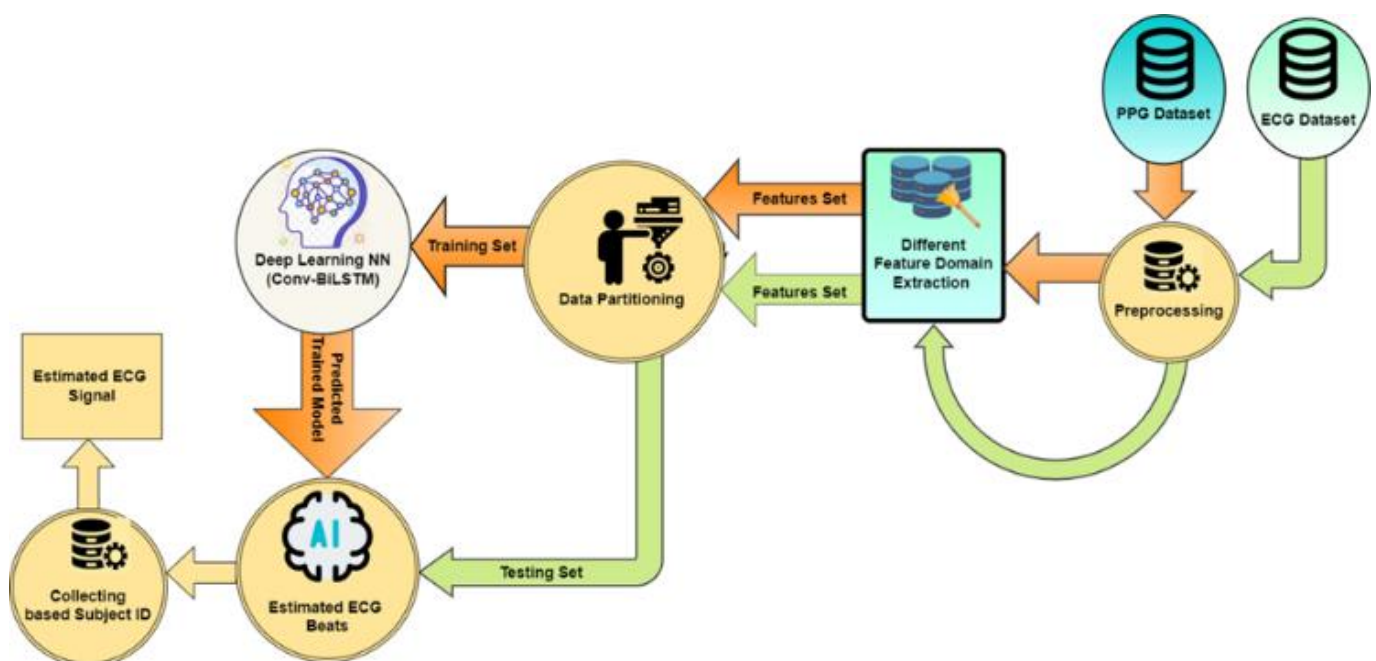 PPG Dataset
ECG Dataset
Preprocessing
Different
Feature Domain
Extraction
Features Set
Features Set
Data Partitioning
Training Set
Deep Learning NN
(Conv-BiLSTM)
Predicted
Trained Model
Testing Set
AI
Estimated ECG
Beats
Collecting
based Subject ID
Estimated ECG
Signal